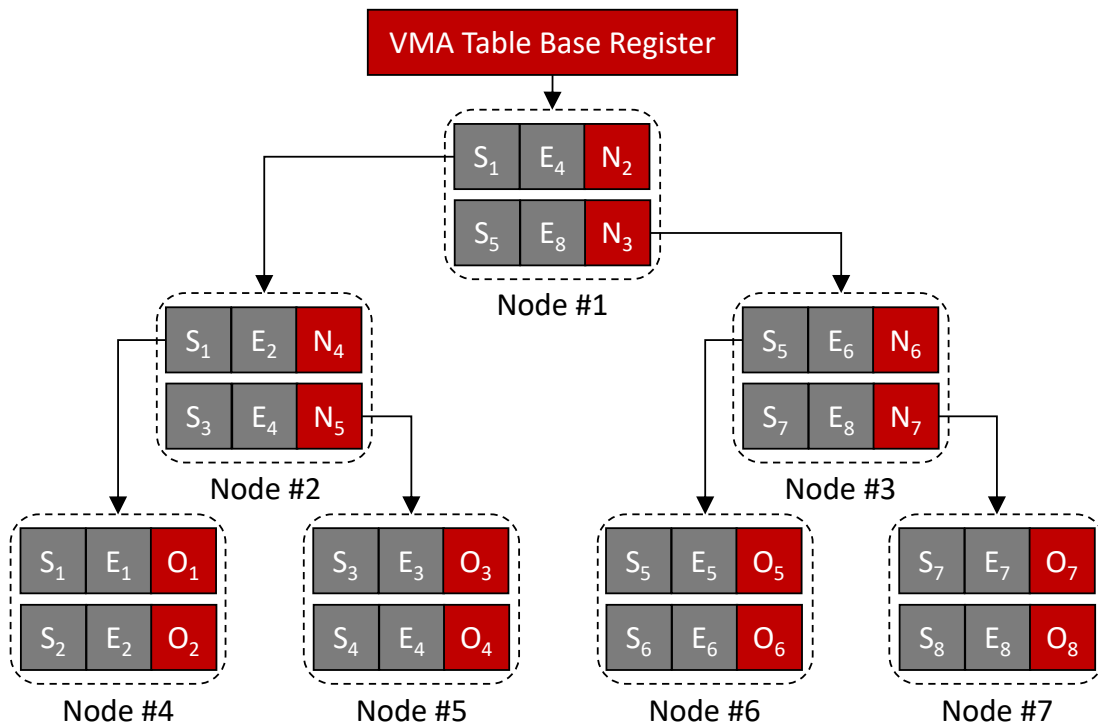 VMA Table Base Register
S₁ E₄ N₂
S₅ E₈ N₃
Node #1
S₁ E₂ N₄
S₃ E₄ N₅
Node #2
S₅ E₆ N₆
S₇ E₈ N₇
Node #3
S₁ E₁ O₁
S₂ E₂ O₂
Node #4
S₃ E₃ O₃
S₄ E₄ O₄
Node #5
S₅ E₅ O₅
S₆ E₆ O₆
Node #6
S₇ E₇ O₇
S₈ E₈ O₈
Node #7